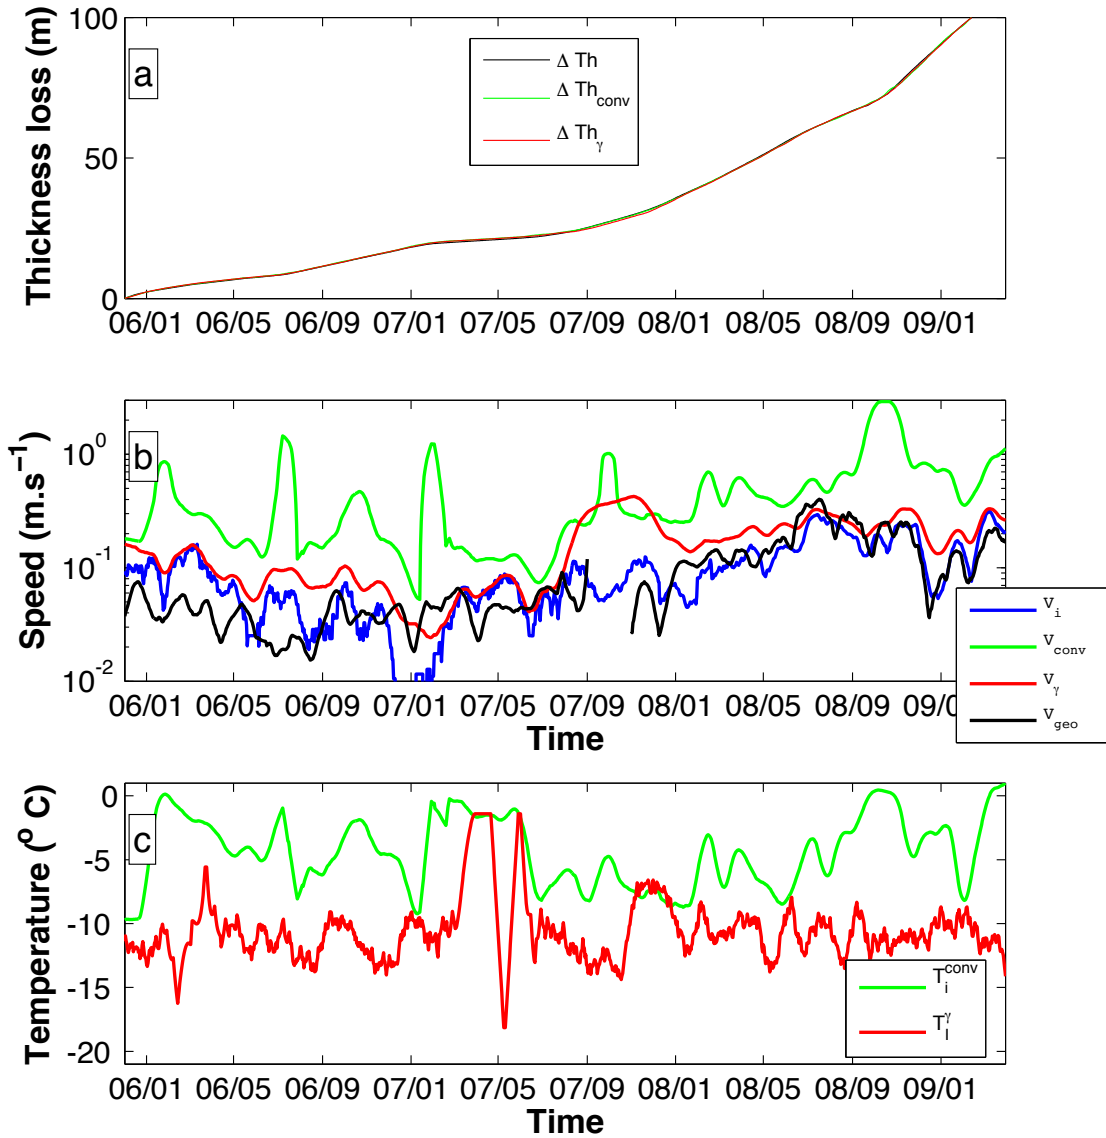 Thickness loss (m)
100
50
0
a
Δ Th
Δ Th_conv
Δ Th_γ
06/01 06/05 06/09 07/01 07/05 07/09 08/01 08/05 08/09 09/01
Speed (m.s⁻¹)
10⁰
10⁻¹
10⁻²
b
V_i
V_conv
V_γ
V_geo
06/01 06/05 06/09 07/01 07/05 07/09 08/01 08/05 08/09 09/0
Time
Temperature (⁰ C)
0
-5
-10
-15
-20
c
T_i^conv
T_I^γ
06/01 06/05 06/09 07/01 07/05 07/09 08/01 08/05 08/09 09/01
Time